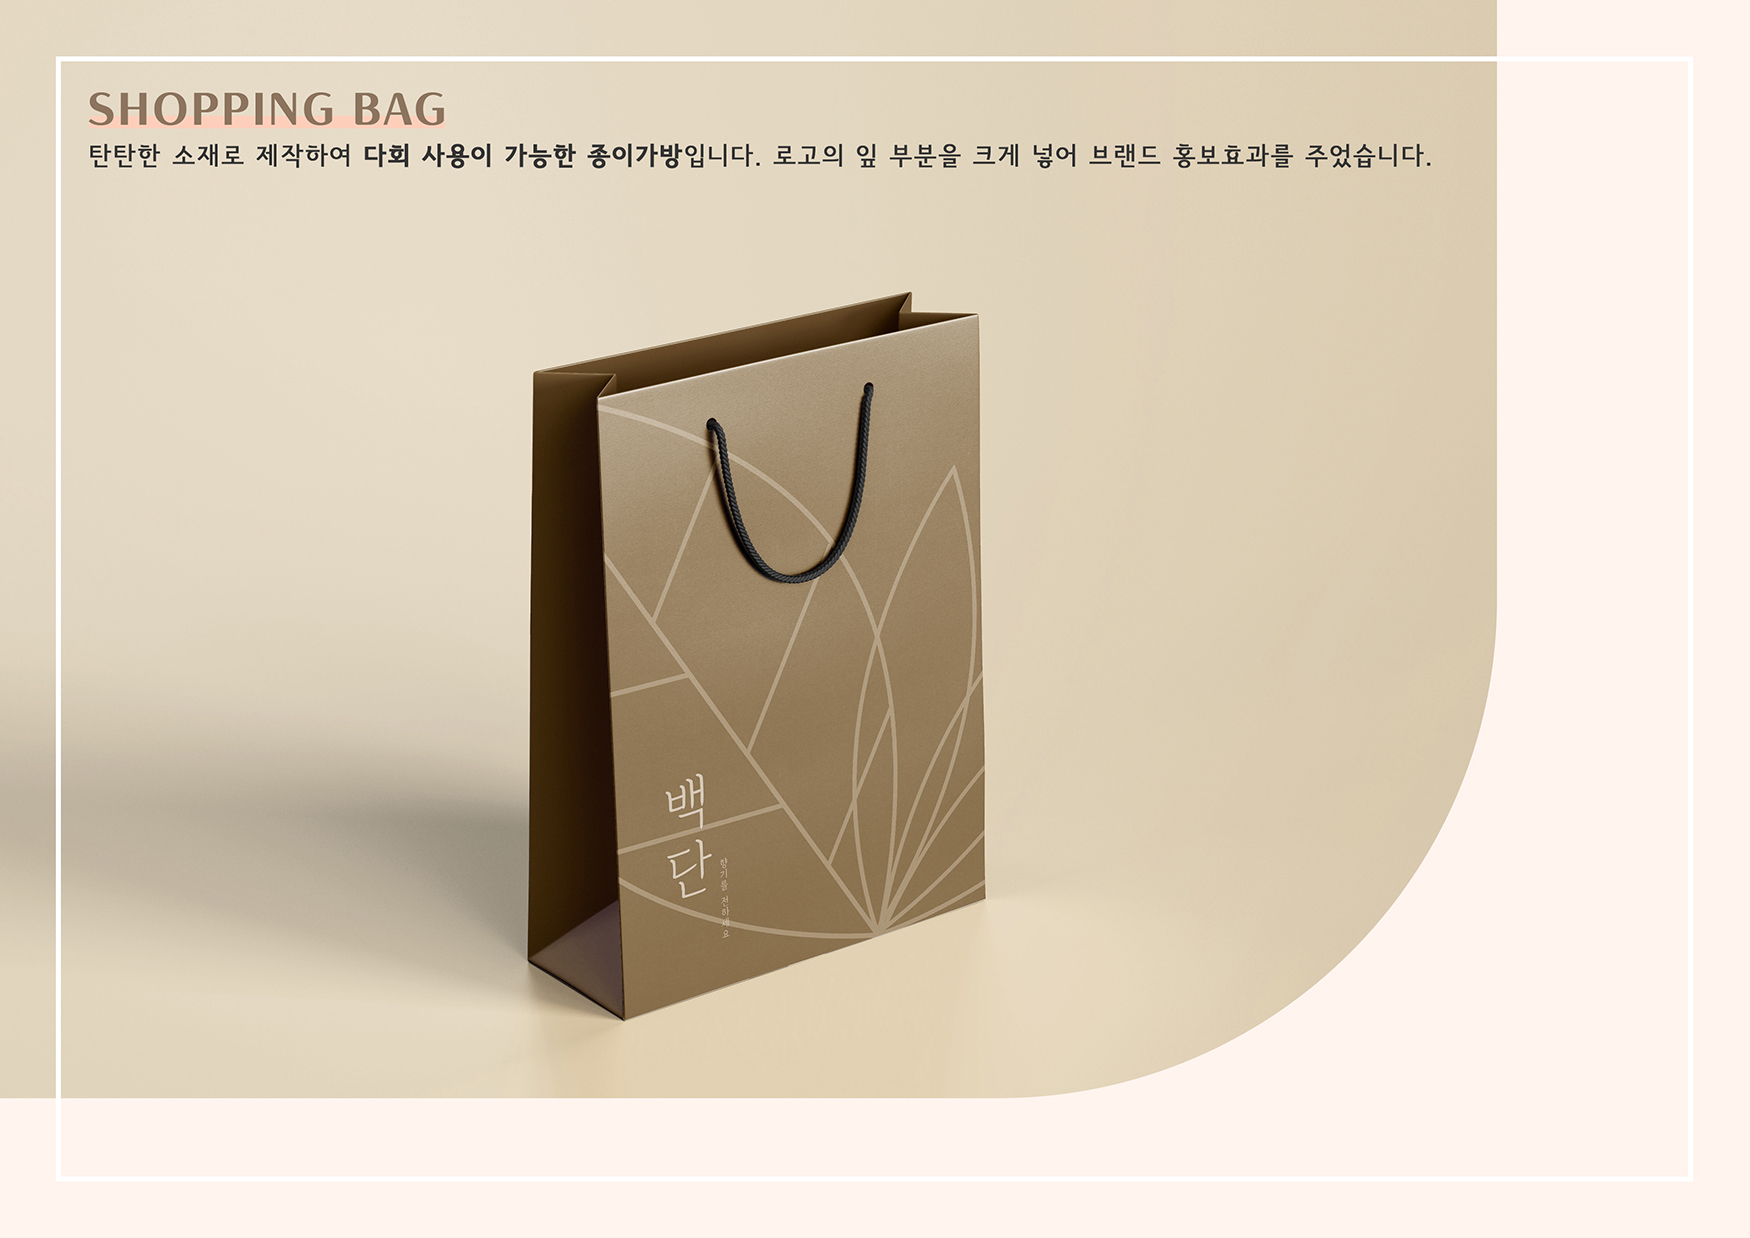 SHOPPING BAG
탄탄한 소재로 제작하여 다회 사용이 가능한 종이가방입니다. 로고의 잎 부분을 크게 넣어 브랜드 홍보효과를 주었습니다.
백단
향기를 전하세요